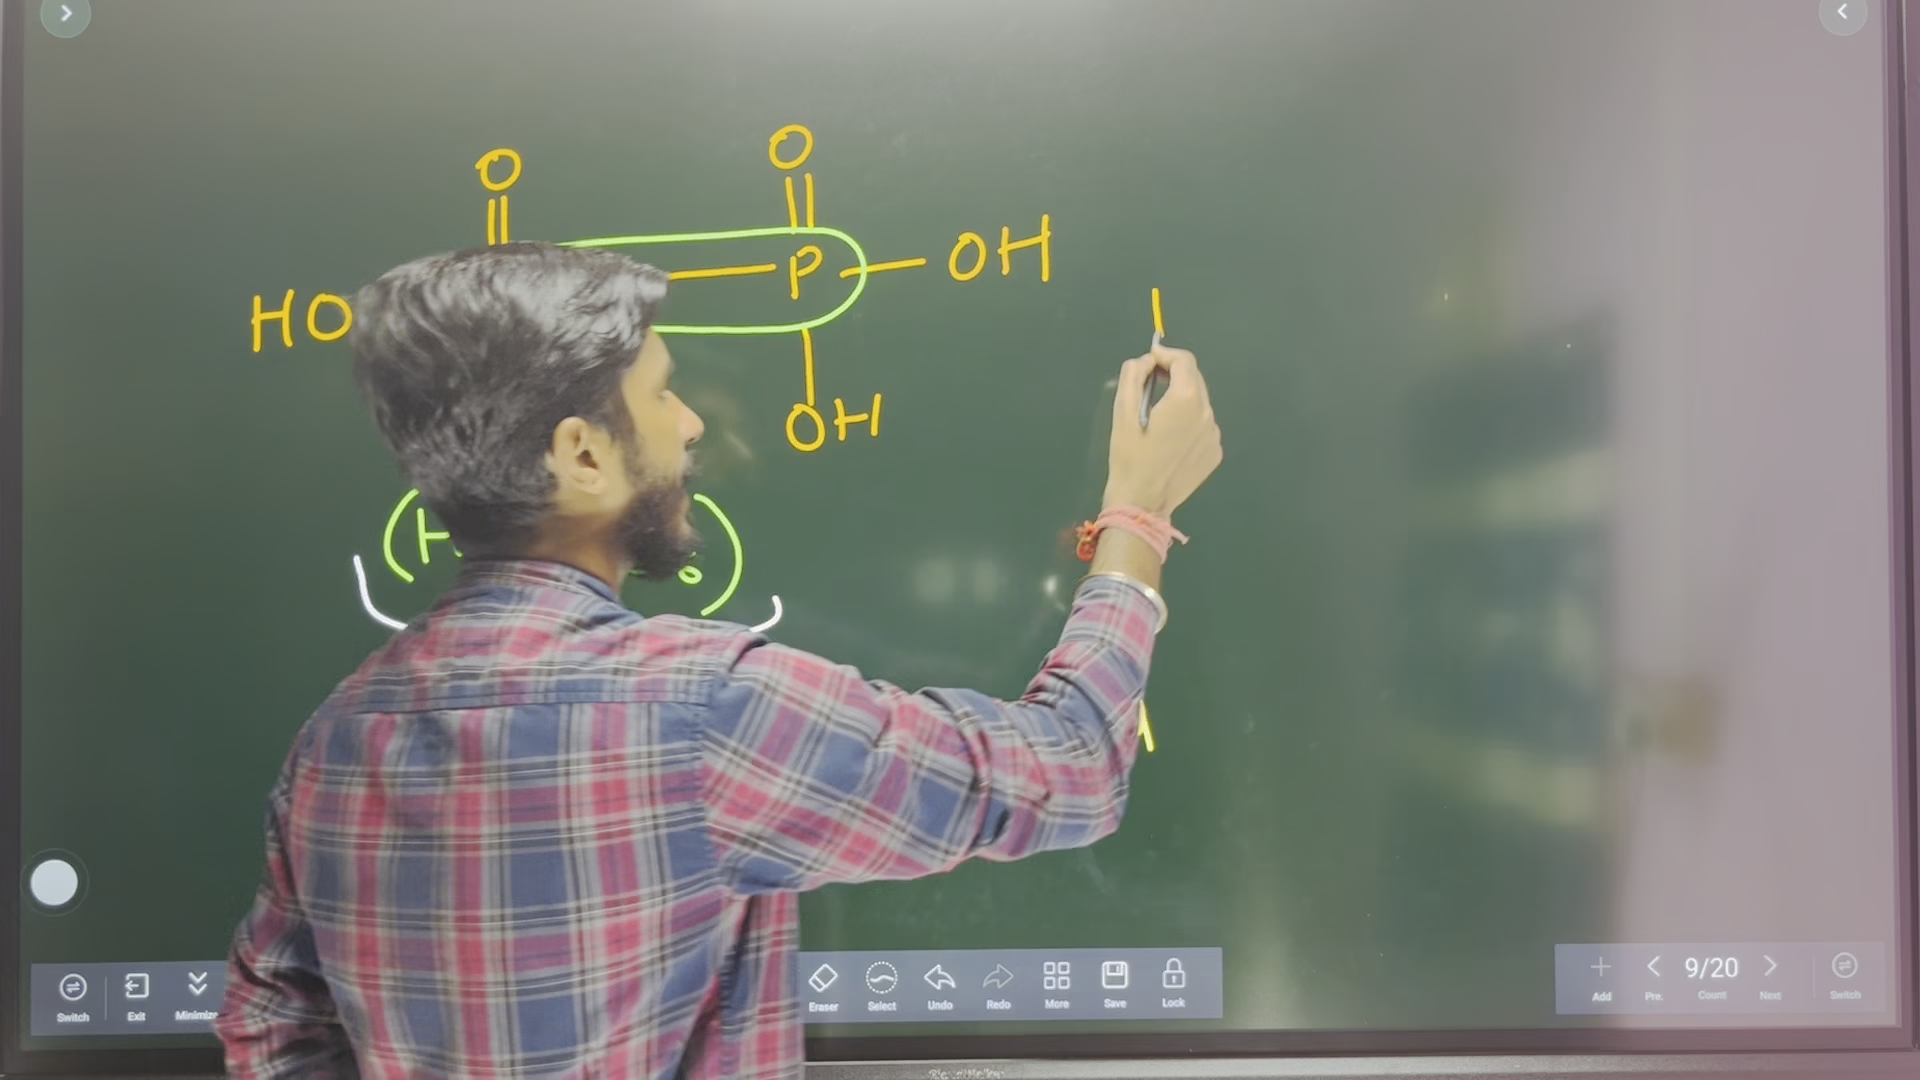 O O
HO P OH
OH
(H o)
Switch Exit Minimize Eraser Select Undo Redo More Save Lock
Add Pre. 9/20 Count Next Switch